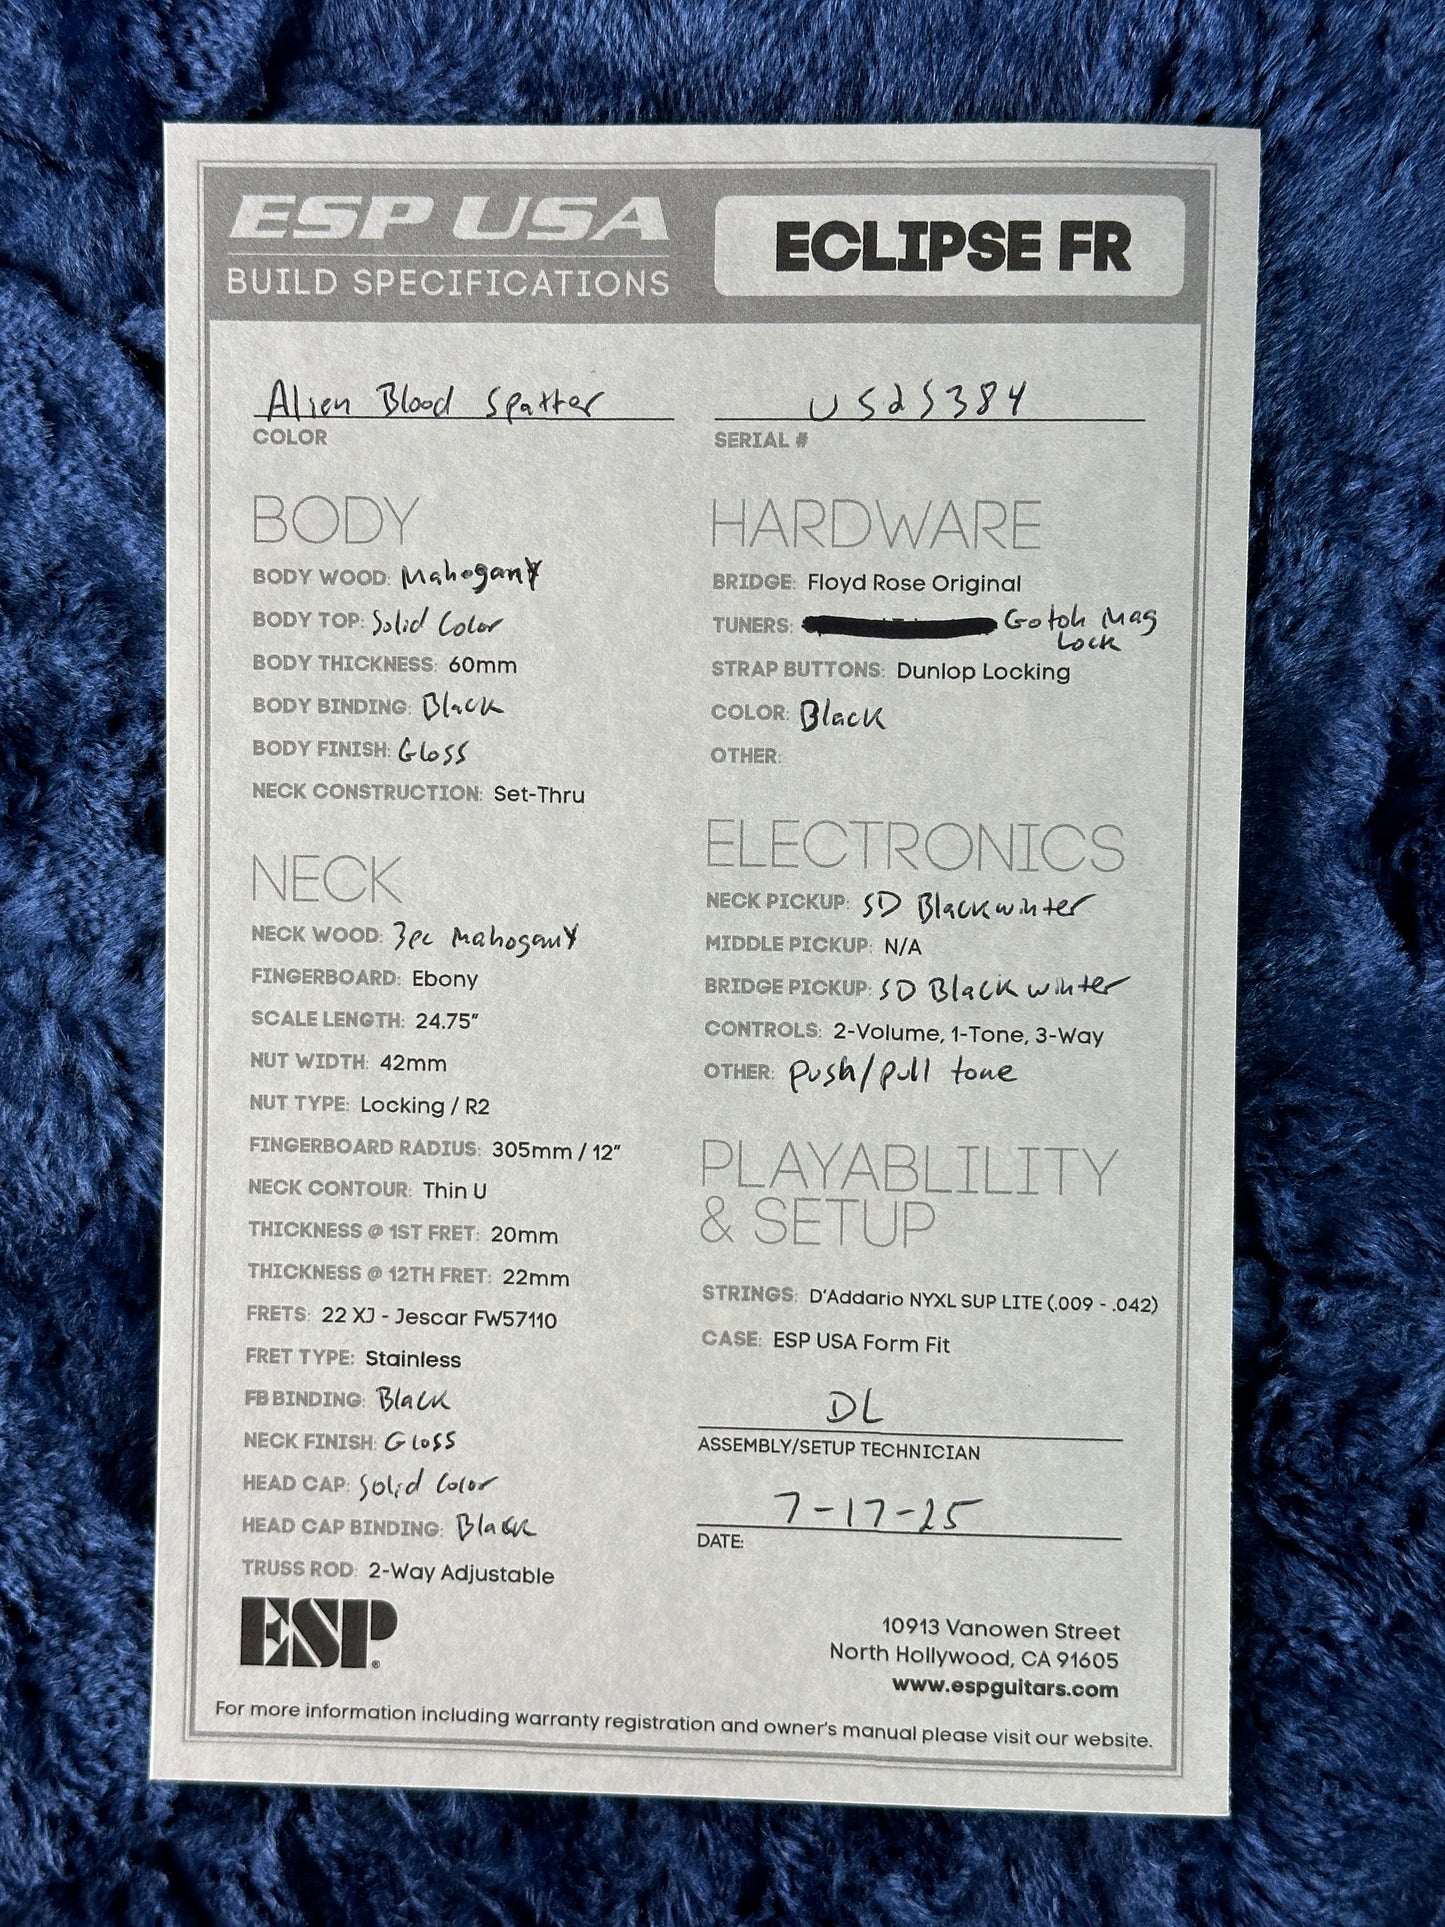 ESP USA
BUILD SPECIFICATIONS
ECLIPSE FR
Alien Blood Spatter
COLOR
US25384
SERIAL #
BODY
BODY WOOD: Mahogany
BODY TOP: Solid Color
BODY THICKNESS: 60mm
BODY BINDING: Black
BODY FINISH: Gloss
NECK CONSTRUCTION: Set-Thru
NECK
NECK WOOD: 3pc Mahogany
FINGERBOARD: Ebony
SCALE LENGTH: 24.75"
NUT WIDTH: 42mm
NUT TYPE: Locking / R2
FINGERBOARD RADIUS: 305mm / 12"
NECK CONTOUR: Thin U
THICKNESS @ 1ST FRET: 20mm
THICKNESS @ 12TH FRET: 22mm
FRETS: 22 XJ - Jescar FW57110
FRET TYPE: Stainless
FB BINDING: Black
NECK FINISH: Gloss
HEAD CAP: Solid Color
HEAD CAP BINDING: Black
TRUSS ROD: 2-Way Adjustable
HARDWARE
BRIDGE: Floyd Rose Original
TUNERS: Gotoh Mag
Lock
STRAP BUTTONS: Dunlop Locking
COLOR: Black
OTHER:
ELECTRONICS
NECK PICKUP: SD Blackwinter
MIDDLE PICKUP: N/A
BRIDGE PICKUP: SD Blackwinter
CONTROLS: 2-Volume, 1-Tone, 3-Way
OTHER: push/pull tone
PLAYABLILITY
& SETUP
STRINGS: D'Addario NYXL SUP LITE (.009 - .042)
CASE: ESP USA Form Fit
DL
ASSEMBLY/SETUP TECHNICIAN
7-17-25
DATE:
ESP®
10913 Vanowen Street
North Hollywood, CA 91605
www.espguitars.com
For more information including warranty registration and owner's manual please visit our website.